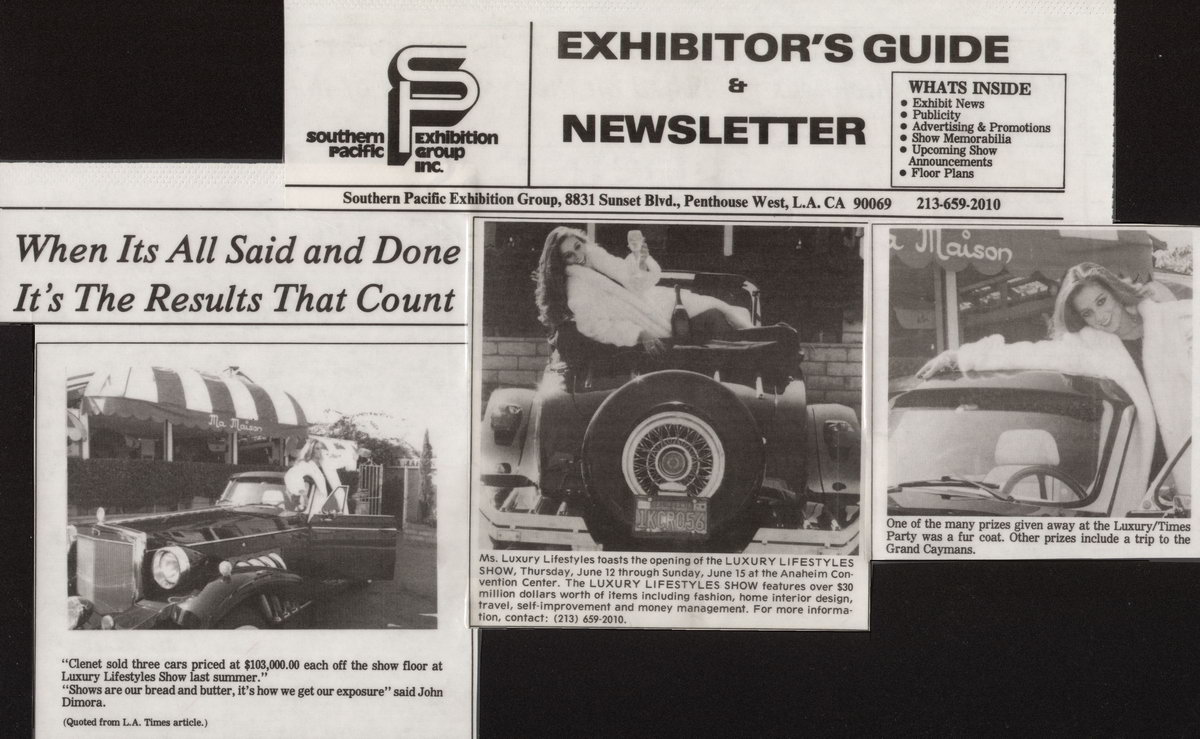 southern
Pacific
SP
Exhibition
Group
inc.
EXHIBITOR'S GUIDE
&
NEWSLETTER
WHATS INSIDE
• Exhibit News
• Publicity
• Advertising & Promotions
• Show Memorabilia
• Upcoming Show
Announcements
• Floor Plans
Southern Pacific Exhibition Group, 8831 Sunset Blvd., Penthouse West, L.A. CA 90069 213-659-2010
When Its All Said and Done
It's The Results That Count
Ma Maison
"Clenet sold three cars priced at $103,000.00 each off the show floor at
Luxury Lifestyles Show last summer."
"Shows are our bread and butter, it's how we get our exposure" said John
Dimora.
(Quoted from L.A. Times article.)
1KCR056
Ms. Luxury Lifestyles toasts the opening of the LUXURY LIFESTYLES
SHOW, Thursday, June 12 through Sunday, June 15 at the Anaheim Con-
vention Center. The LUXURY LIFESTYLES SHOW features over $30
million dollars worth of items including fashion, home interior design,
travel, self-improvement and money management. For more informa-
tion, contact: (213) 659-2010.
a Maison
One of the many prizes given away at the Luxury/Times
Party was a fur coat. Other prizes include a trip to the
Grand Caymans.